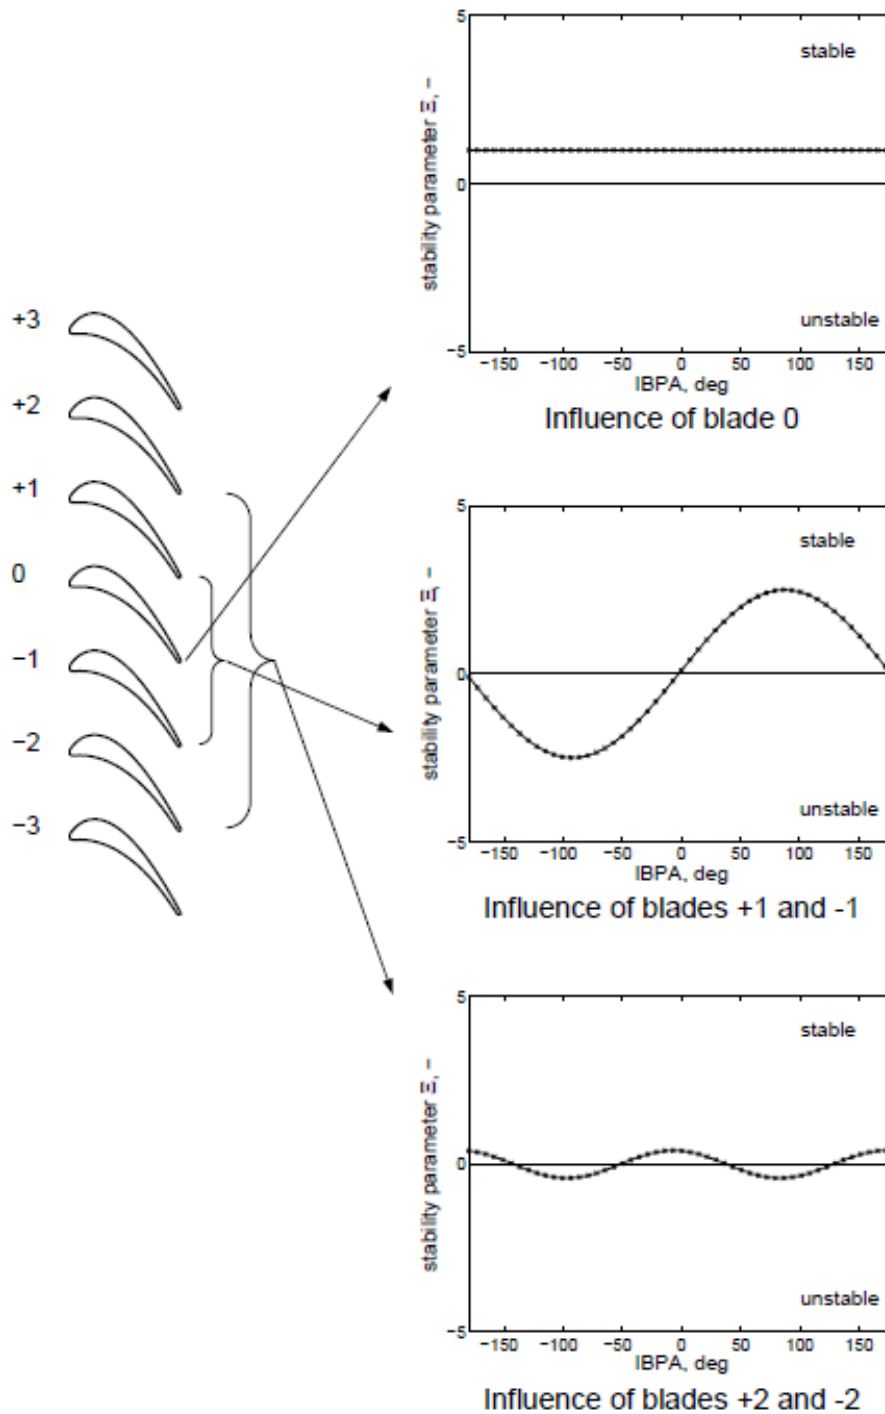 +3
+2
+1
0
−1
−2
−3
5
stable
stability parameter Ξ, −
0
unstable
−5
−150 −100 −50 0 50 100 150
IBPA, deg
Influence of blade 0
5
stable
stability parameter Ξ, −
0
unstable
−5
−150 −100 −50 0 50 100 150
IBPA, deg
Influence of blades +1 and -1
5
stable
stability parameter Ξ, −
0
unstable
−5
−150 −100 −50 0 50 100 150
IBPA, deg
Influence of blades +2 and -2